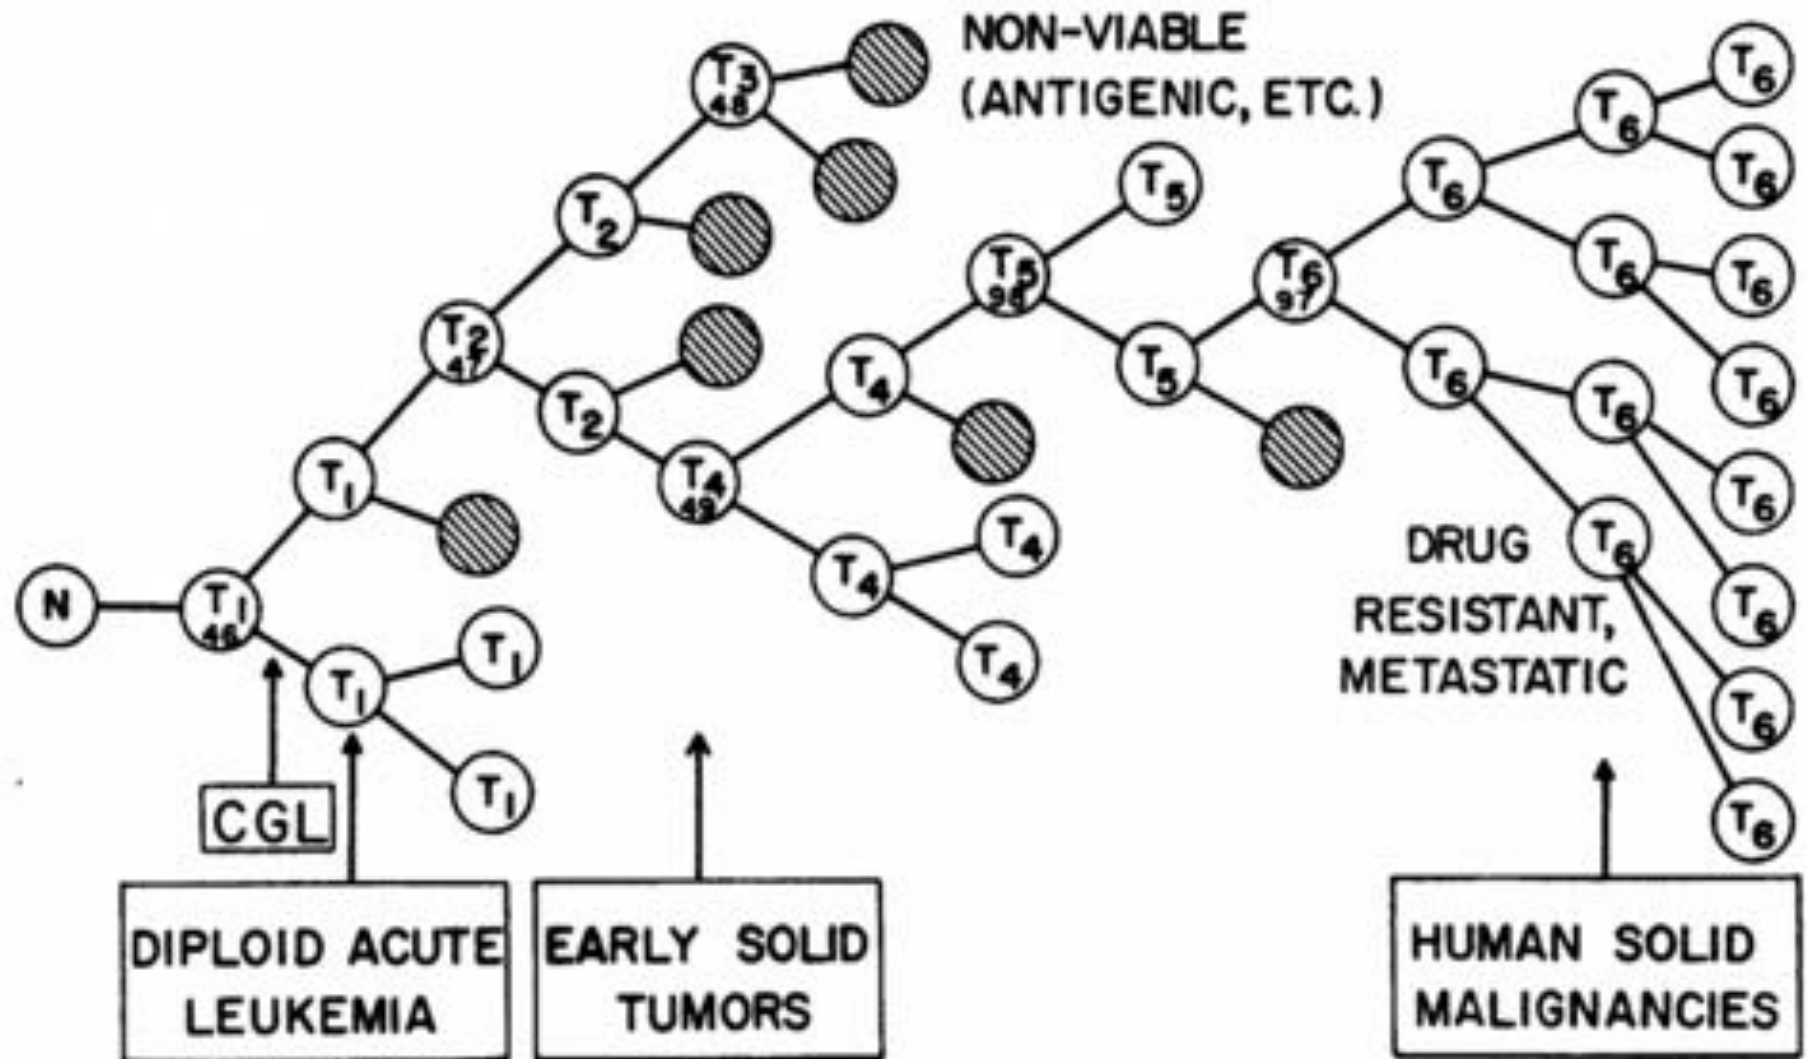 NON-VIABLE
(ANTIGENIC, ETC.)
T3
48
T2
T2
47
T2
T1
N
T1
46
T1
T1
T1
T4
49
T4
T4
T4
T4
T5
98
T5
T5
T6
97
T6
T6
T6
T6
T6
T6
T6
T6
T6
T6
T6
T6
T6
T6
DRUG
RESISTANT,
METASTATIC
CGL
DIPLOID ACUTE
LEUKEMIA
EARLY SOLID
TUMORS
HUMAN SOLID
MALIGNANCIES